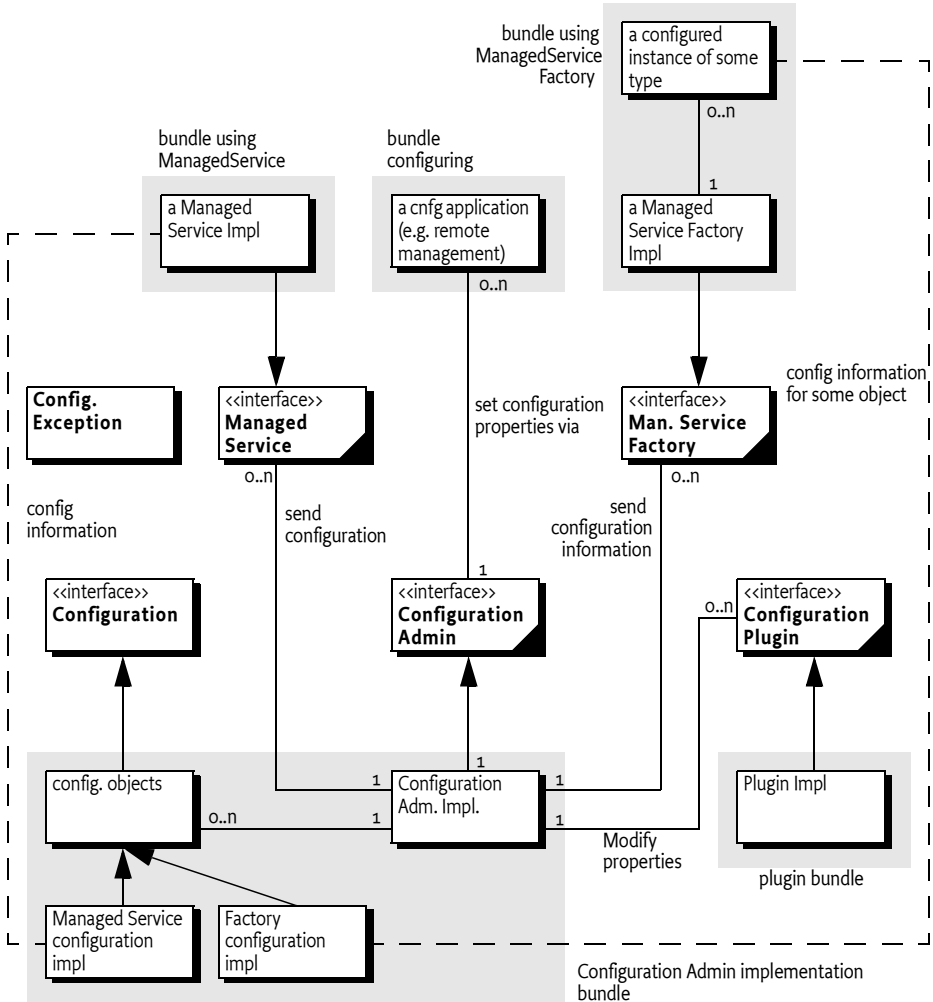 bundle using
ManagedService
Factory
a configured
instance of some
type
0..n
bundle using
ManagedService
bundle
configuring
1
a Managed
Service Impl
a cnfg application
(e.g. remote
management)
a Managed
Service Factory
Impl
0..n
config information
for some object
Config.
Exception
<<interface>>
Managed
Service
set configuration
properties via
<<interface>>
Man. Service
Factory
0..n
0..n
config
information
send
configuration
send
configuration
information
1
<<interface>>
Configuration
<<interface>>
Configuration
Admin
0..n
<<interface>>
Configuration
Plugin
1
config. objects
1
Configuration
Adm. Impl.
1
Plugin Impl
0..n
1
1
Modify
properties
plugin bundle
Managed Service
configuration
impl
Factory
configuration
impl
Configuration Admin implementation
bundle